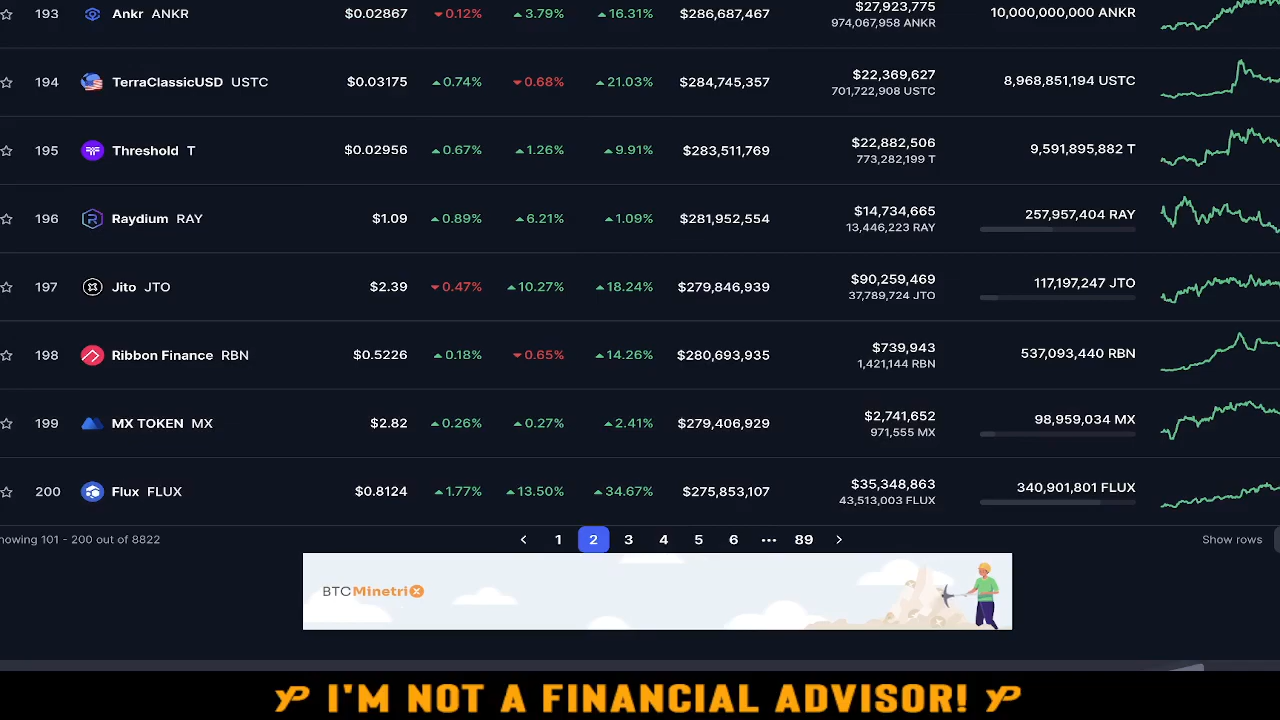 193 Ankr ANKR $0.02867 0.12% 3.79% 16.31% $286,687,467 $27,923,775 10,000,000,000 ANKR
974,067,958 ANKR
194 TerraClassicUSD USTC $0.03175 0.74% 0.68% 21.03% $284,745,357 $22,369,627 8,968,851,194 USTC
701,722,908 USTC
195 Threshold T $0.02956 0.67% 1.26% 9.91% $283,511,769 $22,882,506 9,591,895,882 T
773,282,199 T
196 Raydium RAY $1.09 0.89% 6.21% 1.09% $281,952,554 $14,734,665 257,957,404 RAY
13,446,223 RAY
197 Jito JTO $2.39 0.47% 10.27% 18.24% $279,846,939 $90,259,469 117,197,247 JTO
37,789,724 JTO
198 Ribbon Finance RBN $0.5226 0.18% 0.65% 14.26% $280,693,935 $739,943 537,093,440 RBN
1,421,144 RBN
199 MX TOKEN MX $2.82 0.26% 0.27% 2.41% $279,406,929 $2,741,652 98,959,034 MX
971,555 MX
200 Flux FLUX $0.8124 1.77% 13.50% 34.67% $275,853,107 $35,348,863 340,901,801 FLUX
43,513,003 FLUX
howing 101 - 200 out of 8822 < 1 2 3 4 5 6 ••• 89 > Show rows
BTCMinetrix
YP I'M NOT A FINANCIAL ADVISOR! YP